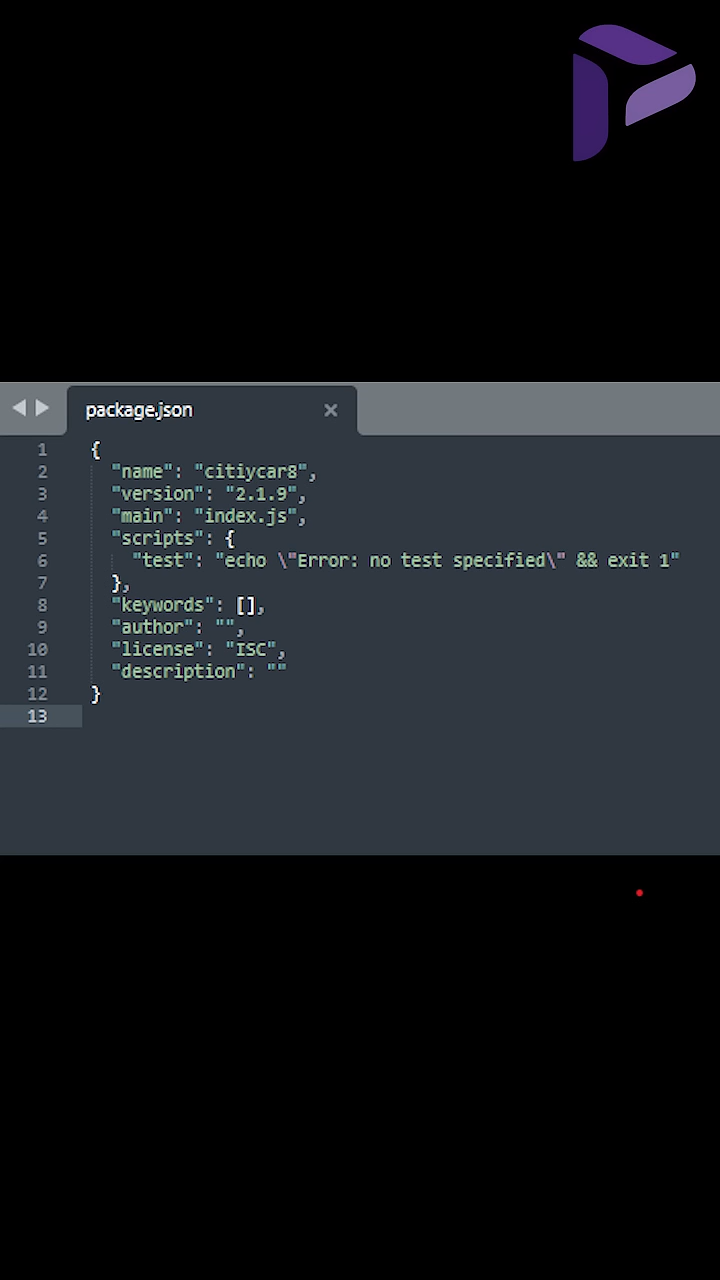 package.json
1 {
2 "name": "citiycar8",
3 "version": "2.1.9",
4 "main": "index.js",
5 "scripts": {
6 "test": "echo \"Error: no test specified\" && exit 1"
7 },
8 "keywords": [],
9 "author": "",
10 "license": "ISC",
11 "description": ""
12 }
13